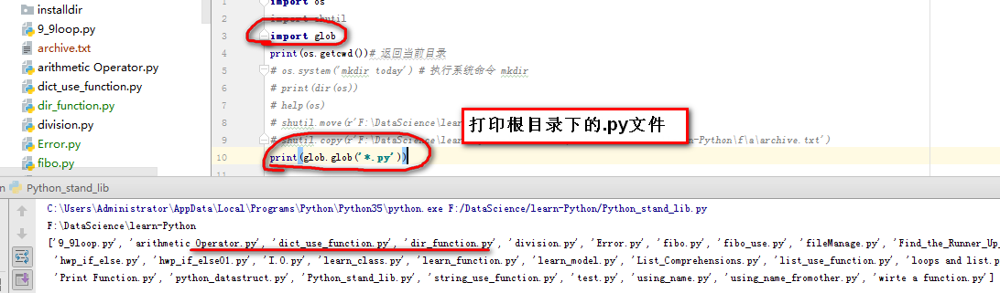 installdir
9_9loop.py
archive.txt
arithmetic Operator.py
dict_use_function.py
dir_function.py
division.py
Error.py
fibo.py
1 import os
2 import shutil
3 import glob
4 print(os.getcwd())# 返回当前目录
5 # os.system('mkdir today') # 执行系统命令 mkdir
6 # print(dir(os))
7 # help(os)
8 # shutil.move(r'F:\DataScience\learn
9 # shutil.copy(r'F:\DataScience\lear -Python\f\a\archive.txt')
10 print(glob.glob('*.py'))
打印根目录下的.py文件
n Python_stand_lib
C:\Users\Administrator\AppData\Local\Programs\Python\Python35\python.exe F:/DataScience/learn-Python/Python_stand_lib.py
F:\DataScience\learn-Python
['9_9loop.py', 'arithmetic Operator.py', 'dict_use_function.py', 'dir_function.py', 'division.py', 'Error.py', 'fibo.py', 'fibo_use.py', 'fileManage.py', 'Find_the_Runner_Up_
'hwp_if_else.py', 'hwp_if_else01.py', 'I.O.py', 'learn_class.py', 'learn_function.py', 'learn_model.py', 'List_Comprehensions.py', 'list_use_function.py', 'loops and list.p
'Print Function.py', 'python_datastruct.py', 'Python_stand_lib.py', 'string_use_function.py', 'test.py', 'using_name.py', 'using_name_fromother.py', 'wirte a function.py']